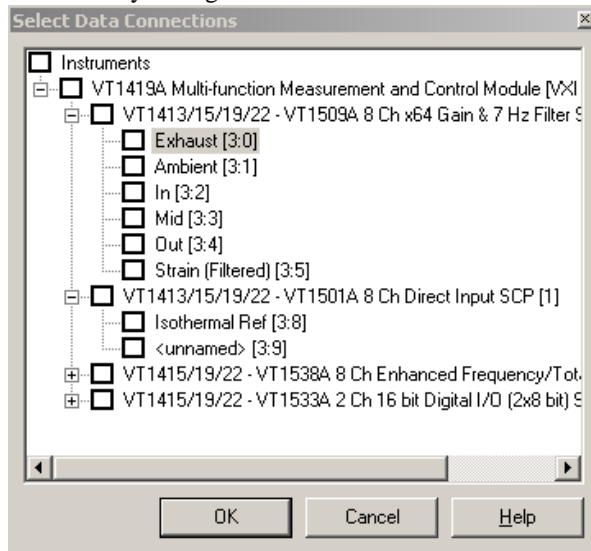 Select Data Connections
Instruments
VT1419A Multi-function Measurement and Control Module [VXI
VT1413/15/19/22 - VT1509A 8 Ch x64 Gain & 7 Hz Filter S
Exhaust [3:0]
Ambient [3:1]
In [3:2]
Mid [3:3]
Out [3:4]
Strain (Filtered) [3:5]
VT1413/15/19/22 - VT1501A 8 Ch Direct Input SCP [1]
Isothermal Ref [3:8]
<unnamed> [3:9]
VT1415/19/22 - VT1538A 8 Ch Enhanced Frequency/Tot
VT1415/19/22 - VT1533A 2 Ch 16 bit Digital I/O (2x8 bit) S
OK Cancel Help